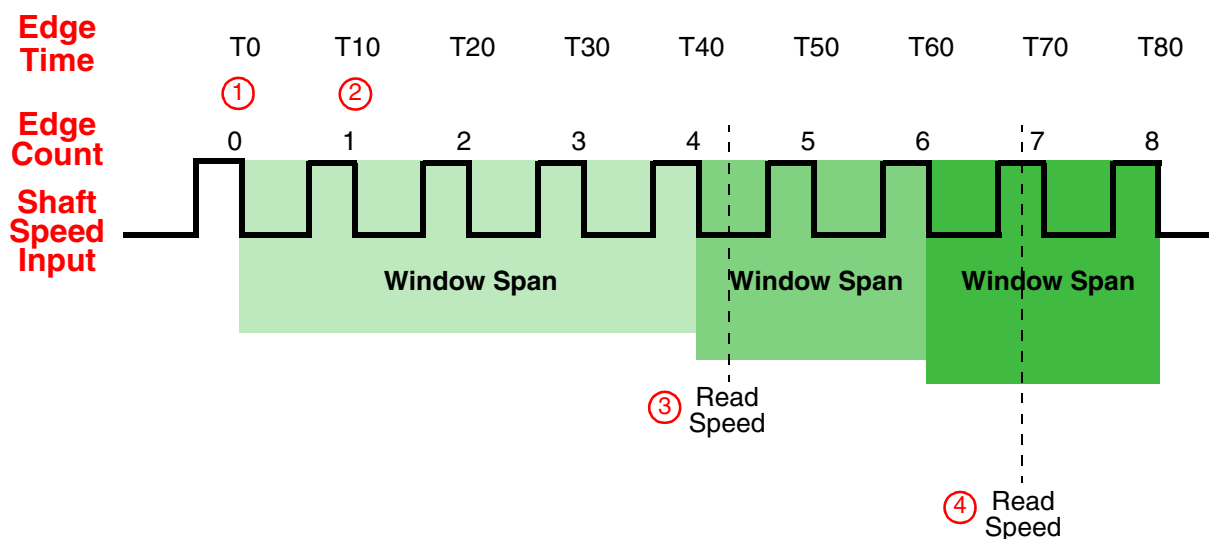 Edge
Time
T0 T10 T20 T30 T40 T50 T60 T70 T80
1 2
Edge
Count
0 1 2 3 4 5 6 7 8
Shaft
Speed
Input
Window Span Window Span Window Span
3 Read
Speed
4 Read
Speed